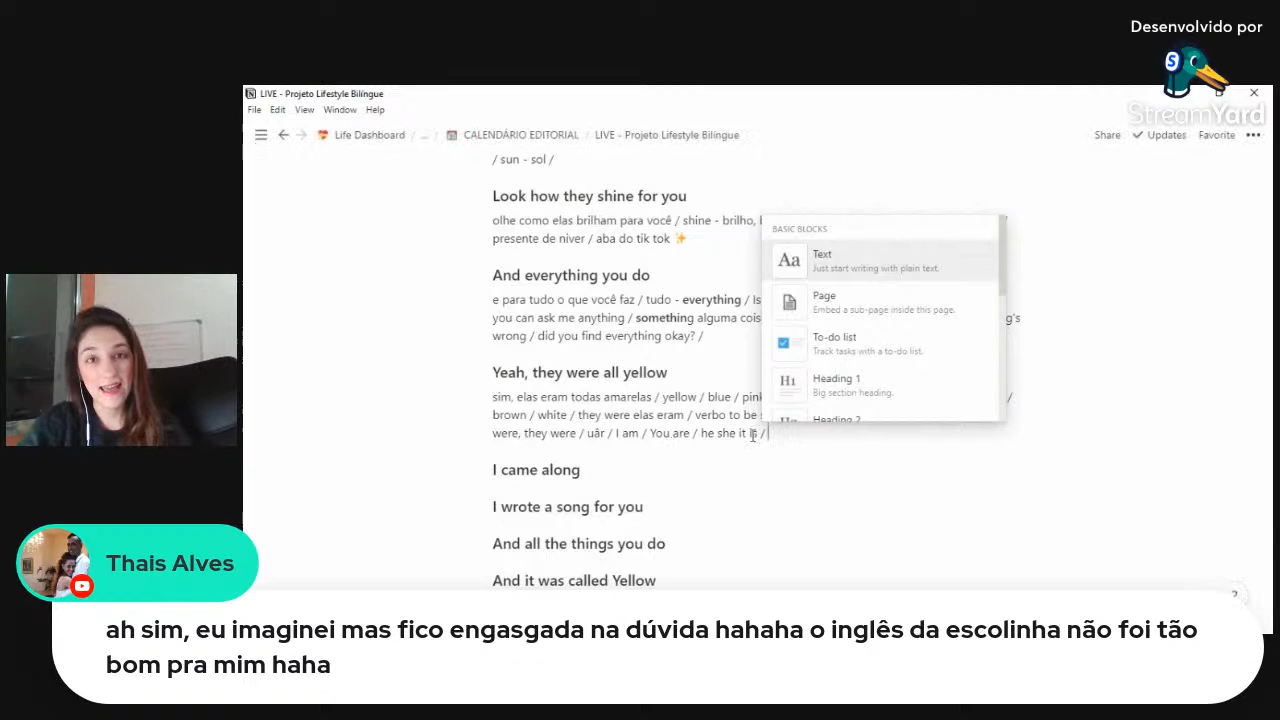 Desenvolvido por
S
StreamYard
LIVE - Projeto Lifestyle Bilíngue
File Edit View Window Help
Life Dashboard / ... / CALENDÁRIO EDITORIAL / LIVE - Projeto Lifestyle Bilíngue
Share Updates Favorite
/ sun - sol /
Look how they shine for you
olhe como elas brilham para você / shine - brilho,
presente de niver / aba do tik tok ✨
And everything you do
e para tudo o que você faz / tudo - everything /
you can ask me anything / something alguma
wrong / did you find everything okay? /
Yeah, they were all yellow
sim, elas eram todas amarelas / yellow / blue /
brown / white / they were elas eram / verbo to be
were, they were / uâr / I am / You are / he she it is /
BASIC BLOCKS
Aa Text
Just start writing with plain text.
Page
Embed a sub-page inside this page.
To-do list
Track tasks with a to-do list.
H1 Heading 1
Big section heading.
Heading 2
I came along
I wrote a song for you
And all the things you do
And it was called Yellow
Thais Alves
ah sim, eu imaginei mas fico engasgada na dúvida hahaha o inglês da escolinha não foi tão
bom pra mim haha